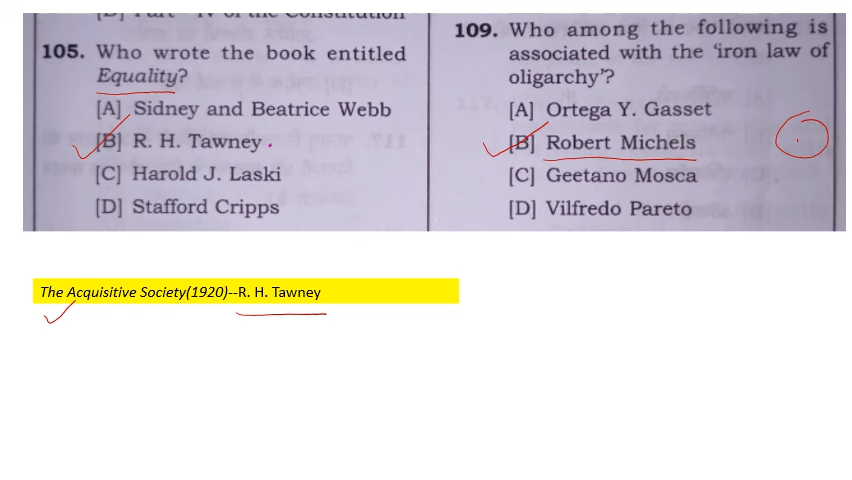 105. Who wrote the book entitled
Equality?
[A] Sidney and Beatrice Webb
[B] R. H. Tawney
[C] Harold J. Laski
[D] Stafford Cripps
109. Who among the following is
associated with the 'iron law of
oligarchy'?
[A] Ortega Y. Gasset
[B] Robert Michels
[C] Geetano Mosca
[D] Vilfredo Pareto
The Acquisitive Society(1920)--R. H. Tawney